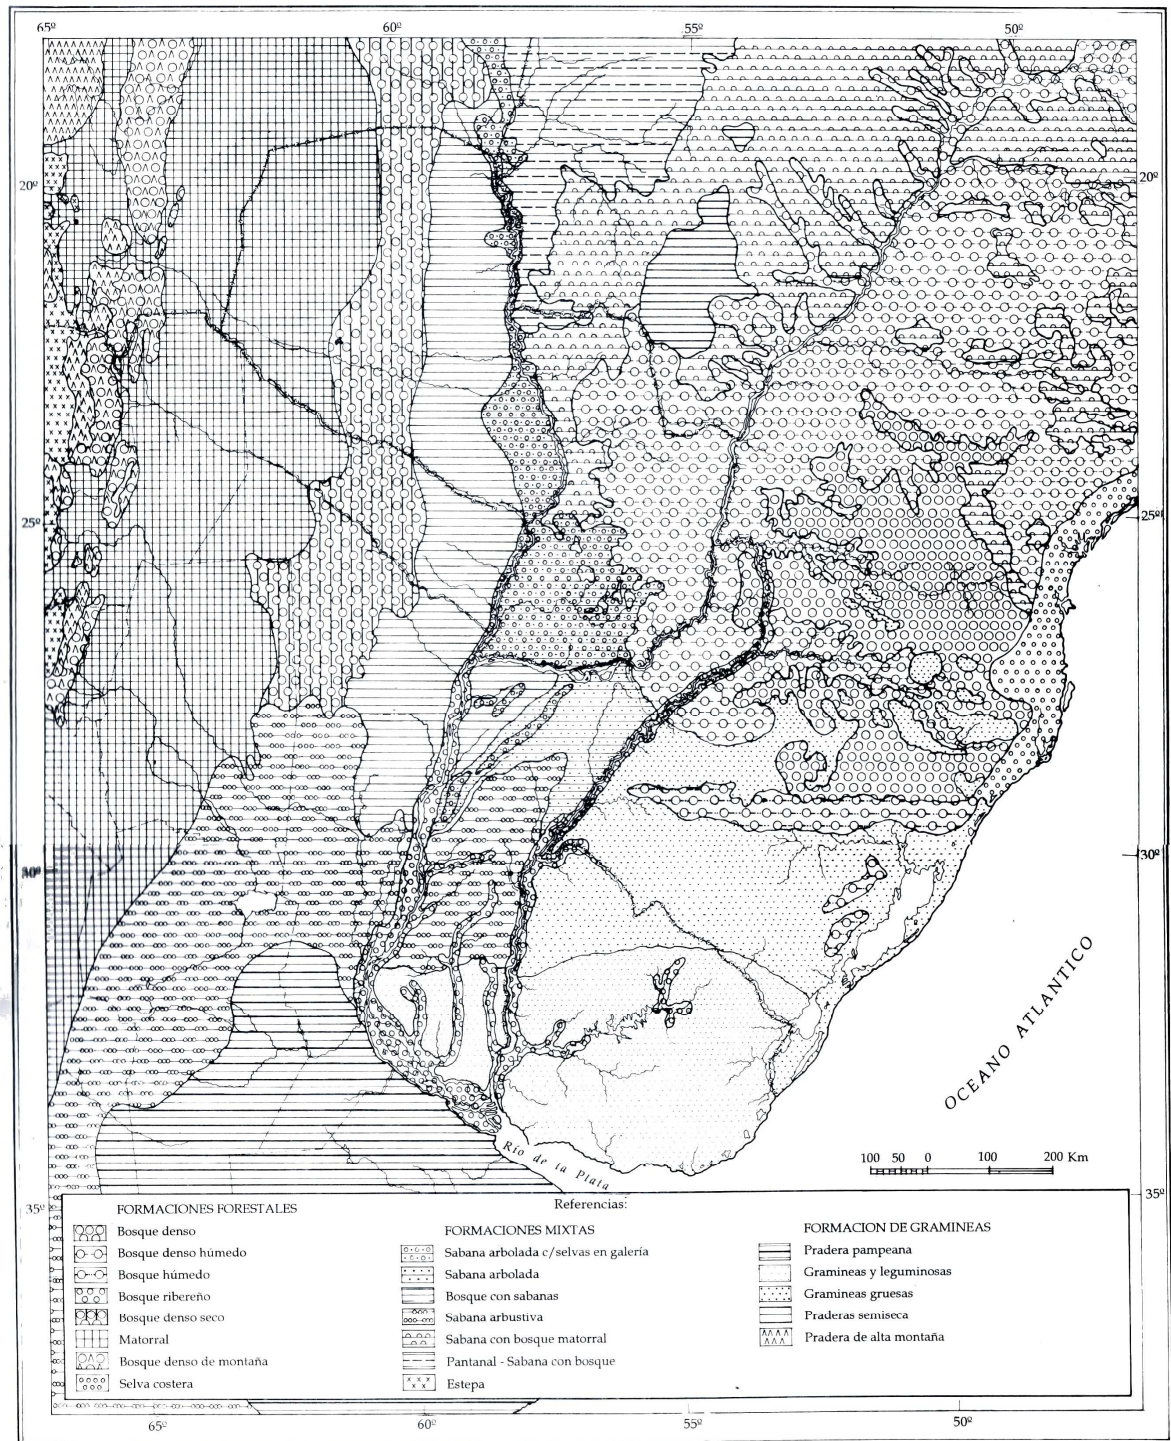 65º 60º 55º 50º
20º 20º
25º 25º
30º 30º
OCEANO ATLANTICO
100 50 0 100 200 Km
Río de la Plata
35º 35º
Referencias:
FORMACIONES FORESTALES
Bosque denso
Bosque denso húmedo
Bosque húmedo
Bosque ribereño
Bosque denso seco
Matorral
Bosque denso de montaña
Selva costera
FORMACIONES MIXTAS
Sabana arbolada c/selvas en galería
Sabana arbolada
Bosque con sabanas
Sabana arbustiva
Sabana con bosque matorral
Pantanal - Sabana con bosque
Estepa
FORMACION DE GRAMINEAS
Pradera pampeana
Gramineas y leguminosas
Gramineas gruesas
Praderas semiseca
Pradera de alta montaña
65º 60º 55º 50º